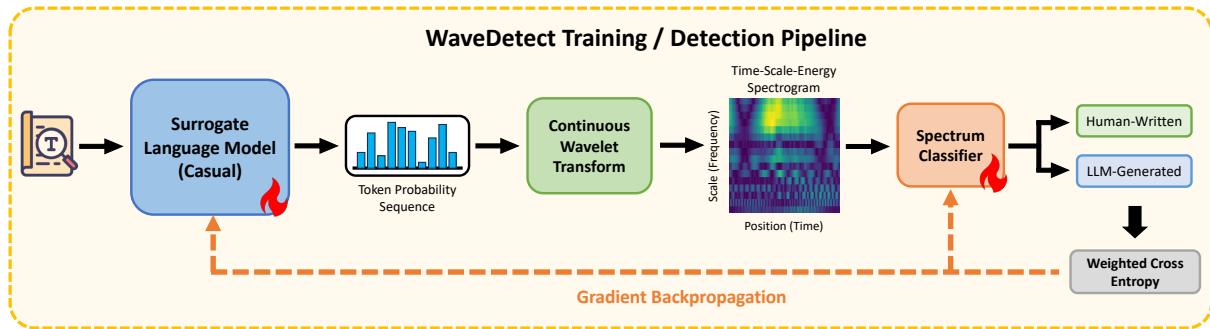 WaveDetect Training / Detection Pipeline
T
Surrogate
Language Model
(Casual)
Token Probability
Sequence
Continuous
Wavelet
Transform
Time-Scale-Energy
Spectrogram
Scale (Frequency)
Position (Time)
Spectrum
Classifier
Human-Written
LLM-Generated
Weighted Cross
Entropy
Gradient Backpropagation